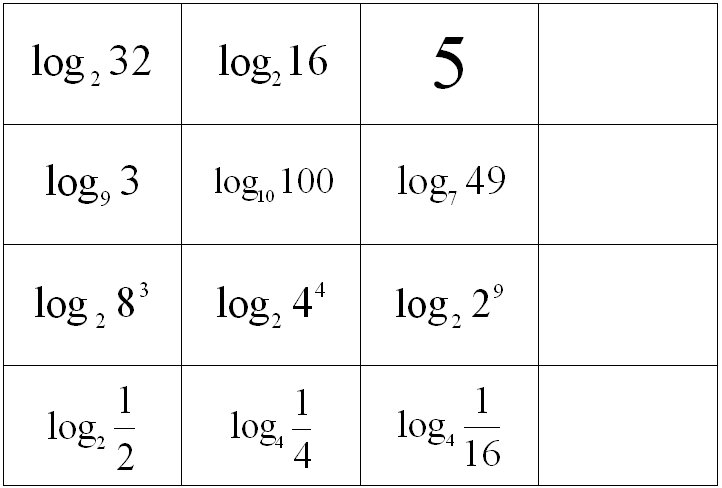 log₂ 32 log₂ 16 5
log₉ 3 log₁₀ 100 log₇ 49
log₂ 8³ log₂ 4⁴ log₂ 2⁹
log₂ 1/2 log₄ 1/4 log₄ 1/16